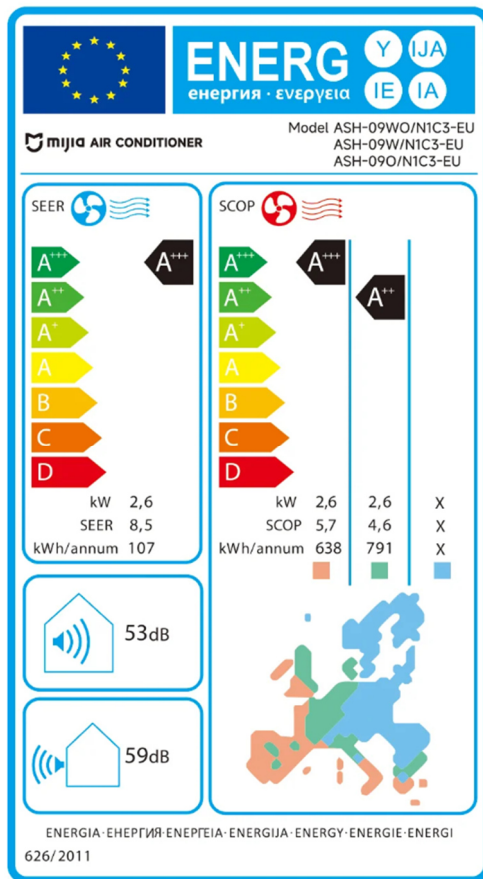 ENERG
енергия · ενεργεια
Y
IJA
IE
IA
mijia AIR CONDITIONER
Model ASH-09WO/N1C3-EU
ASH-09W/N1C3-EU
ASH-09O/N1C3-EU
SEER
A+++
A+++
A++
A+
A
B
C
D
kW 2,6
SEER 8,5
kWh/annum 107
SCOP
A+++
A+++
A++
A++
A+
A
B
C
D
kW 2,6 2,6 X
SCOP 5,7 4,6 X
kWh/annum 638 791 X
53dB
59dB
ENERGIA·ЕНЕРГИЯ·ΕΝΕΡΓΕΙΑ·ENERGIJA·ENERGY·ENERGIE·ENERGI
626/2011